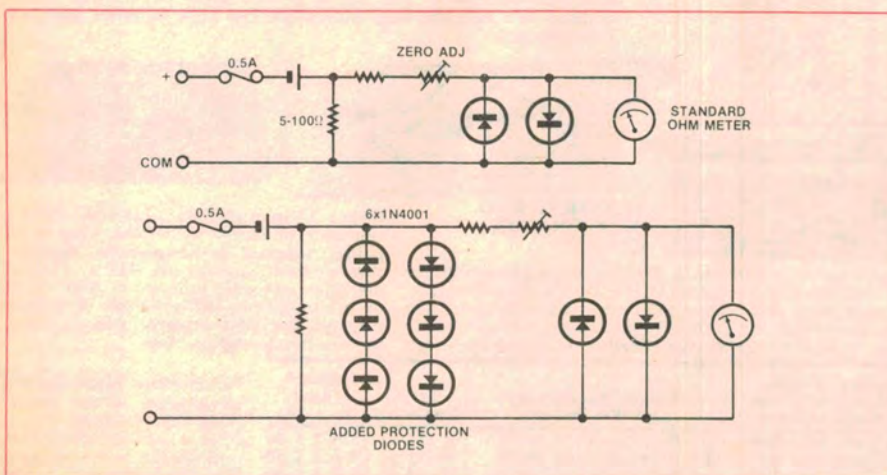 ZERO ADJ
0.5A
+
5-100Ω
STANDARD
OHM METER
COM
0.5A
6x1N4001
ADDED PROTECTION
DIODES